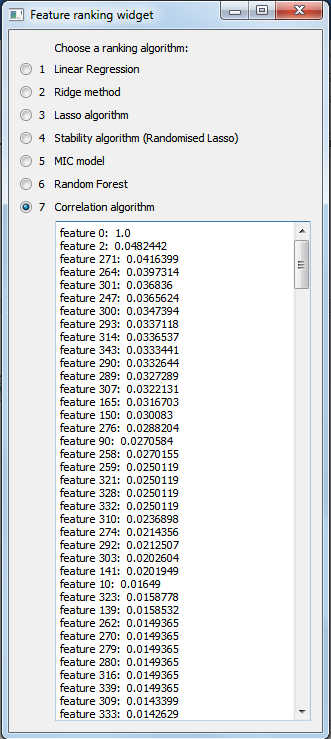 Feature ranking widget
Choose a ranking algorithm:
1 Linear Regression
2 Ridge method
3 Lasso algorithm
4 Stability algorithm (Randomised Lasso)
5 MIC model
6 Random Forest
7 Correlation algorithm
feature 0: 1.0
feature 2: 0.0482442
feature 271: 0.0416399
feature 264: 0.0397314
feature 301: 0.036836
feature 247: 0.0365624
feature 300: 0.0347394
feature 293: 0.0337118
feature 314: 0.0336537
feature 343: 0.0333441
feature 290: 0.0332644
feature 289: 0.0327289
feature 307: 0.0322131
feature 165: 0.0316703
feature 150: 0.030083
feature 276: 0.0288204
feature 90: 0.0270584
feature 258: 0.0270155
feature 259: 0.0250119
feature 321: 0.0250119
feature 328: 0.0250119
feature 332: 0.0250119
feature 310: 0.0236898
feature 274: 0.0214356
feature 292: 0.0212507
feature 303: 0.0202604
feature 141: 0.0201949
feature 10: 0.01649
feature 323: 0.0158778
feature 139: 0.0158532
feature 262: 0.0149365
feature 270: 0.0149365
feature 279: 0.0149365
feature 280: 0.0149365
feature 316: 0.0149365
feature 339: 0.0149365
feature 309: 0.0143399
feature 333: 0.0142629